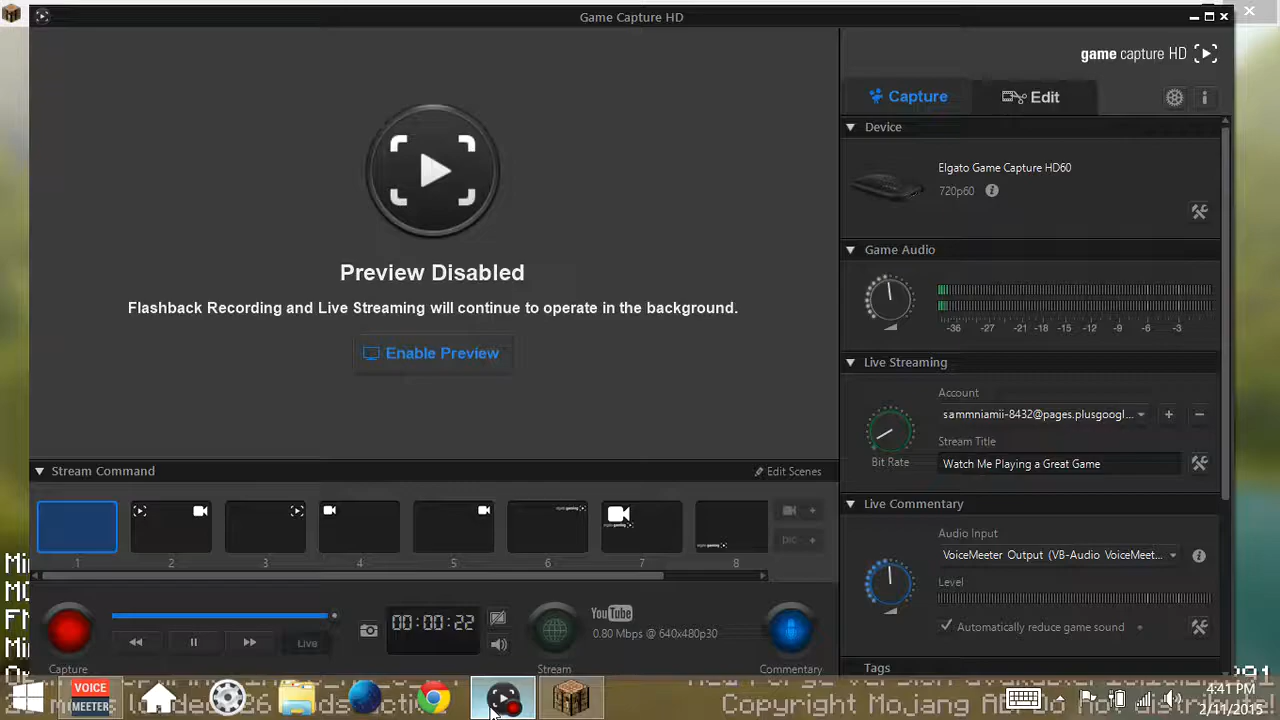 Game Capture HD
game capture HD
Capture
Edit
Device
Elgato Game Capture HD60
720p60
Game Audio
-36 -27 -21 -18 -15 -12 -9 -6 -3
Preview Disabled
Flashback Recording and Live Streaming will continue to operate in the background.
Enable Preview
Live Streaming
Account
sammniamii-8432@pages.plusgoogl...
Stream Title
Bit Rate
Watch Me Playing a Great Game
Stream Command
Edit Scenes
1 2 3 4 5 6 7 8
Live Commentary
Audio Input
VoiceMeeter Output (VB-Audio VoiceMeet...
Level
Automatically reduce game sound
Tags
00:00:22
Live
YouTube
0.80 Mbps @ 640x480p30
Capture
Stream
Commentary
VOICE
MEETER
4:41 PM
2/11/2015
Copyright Mojang AB. Do